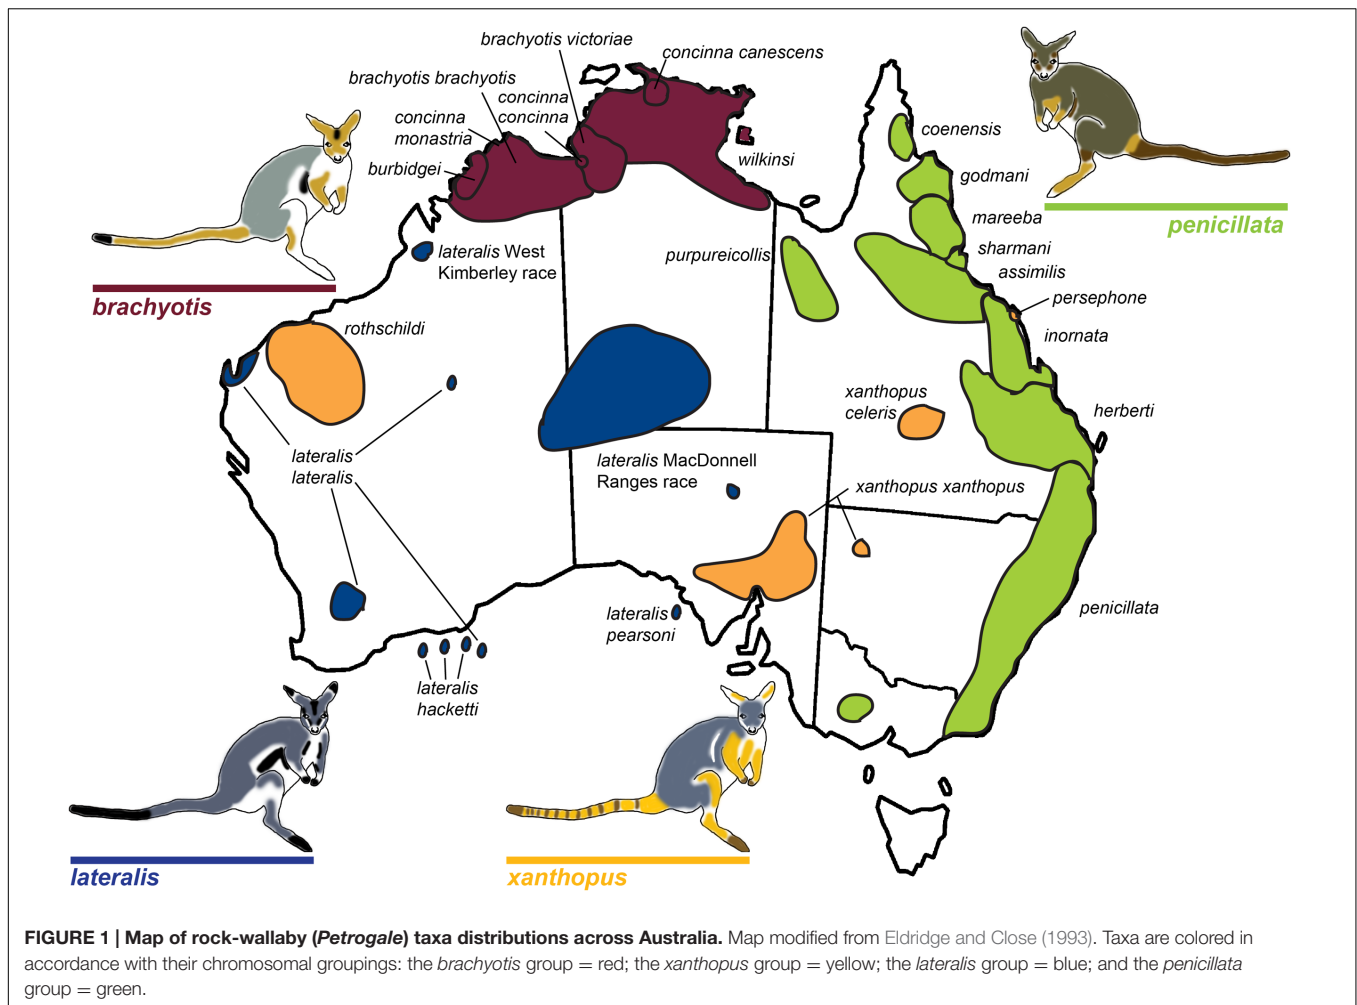 brachyotis victoriae
concinna canescens
brachyotis brachyotis
concinna
concinna
concinna
monastria
burbidgei
wilkinsi
coenensis
godmani
mareeba
penicillata
sharmani
assimilis
purpureicollis
lateralis West
Kimberley race
brachyotis
persephone
inornata
rothschildi
xanthopus
celeris
herberti
lateralis
lateralis
lateralis MacDonnell
Ranges race
xanthopus xanthopus
penicillata
lateralis
pearsoni
lateralis
hacketti
lateralis
xanthopus
FIGURE 1 | Map of rock-wallaby (Petrogale) taxa distributions across Australia. Map modified from Eldridge and Close (1993). Taxa are colored in
accordance with their chromosomal groupings: the brachyotis group = red; the xanthopus group = yellow; the lateralis group = blue; and the penicillata
group = green.